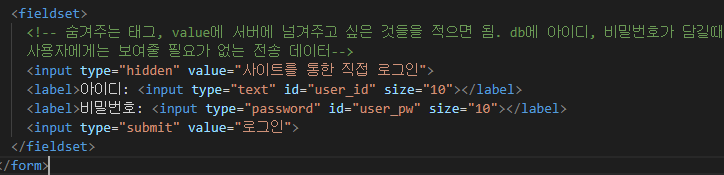 <fieldset>
<!-- 숨겨주는 태그, value에 서버에 넘겨주고 싶은 것들을 적으면 됨. db에 아이디, 비밀번호가 담길때
사용자에게는 보여줄 필요가 없는 전송 데이터-->
<input type="hidden" value="사이트를 통한 직접 로그인">
<label>아이디: <input type="text" id="user_id" size="10"></label>
<label>비밀번호: <input type="password" id="user_pw" size="10"></label>
<input type="submit" value="로그인">
</fieldset>
</form>